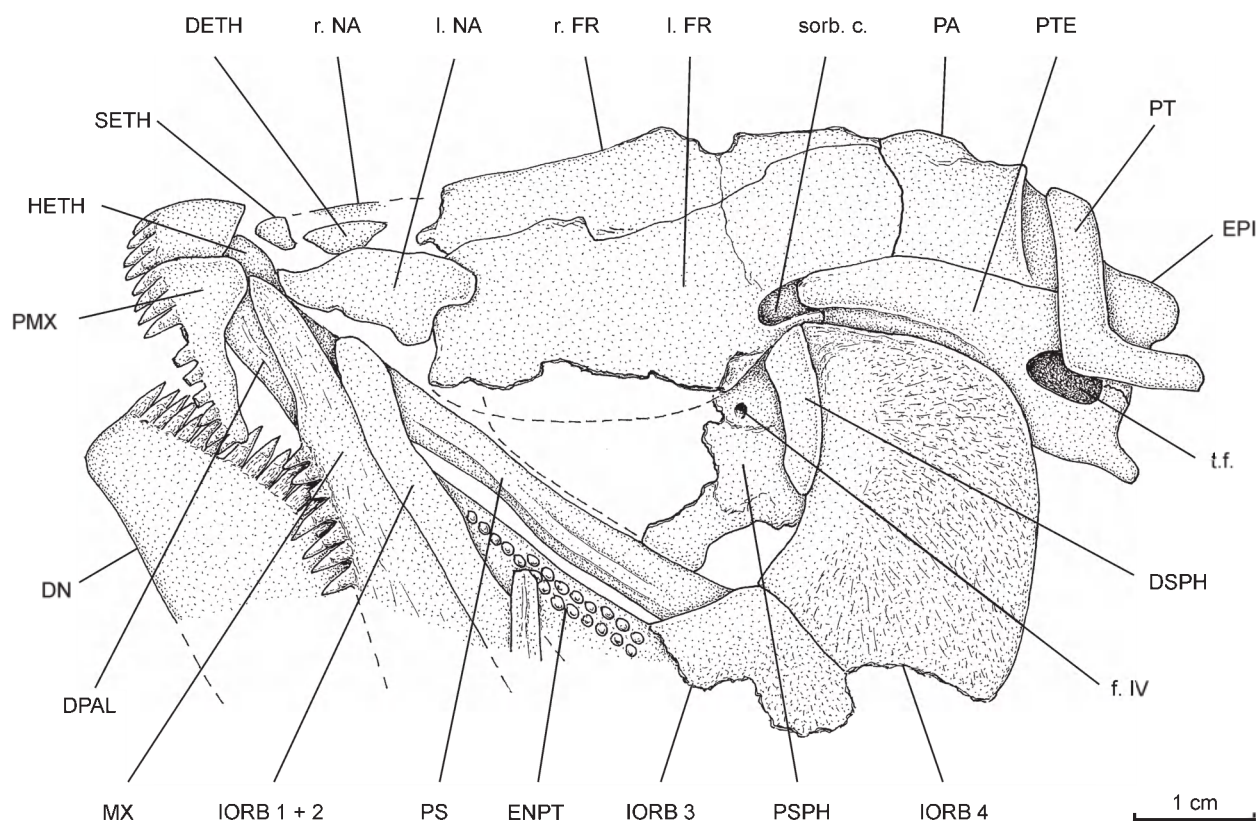 DETH r. NA l. NA r. FR l. FR sorb. c. PA PTE
PT
SETH
HETH
EPI
PMX
t.f.
DN
DSPH
f. IV
DPAL
MX IORB 1 + 2 PS ENPT IORB 3 PSPH IORB 4
1 cm